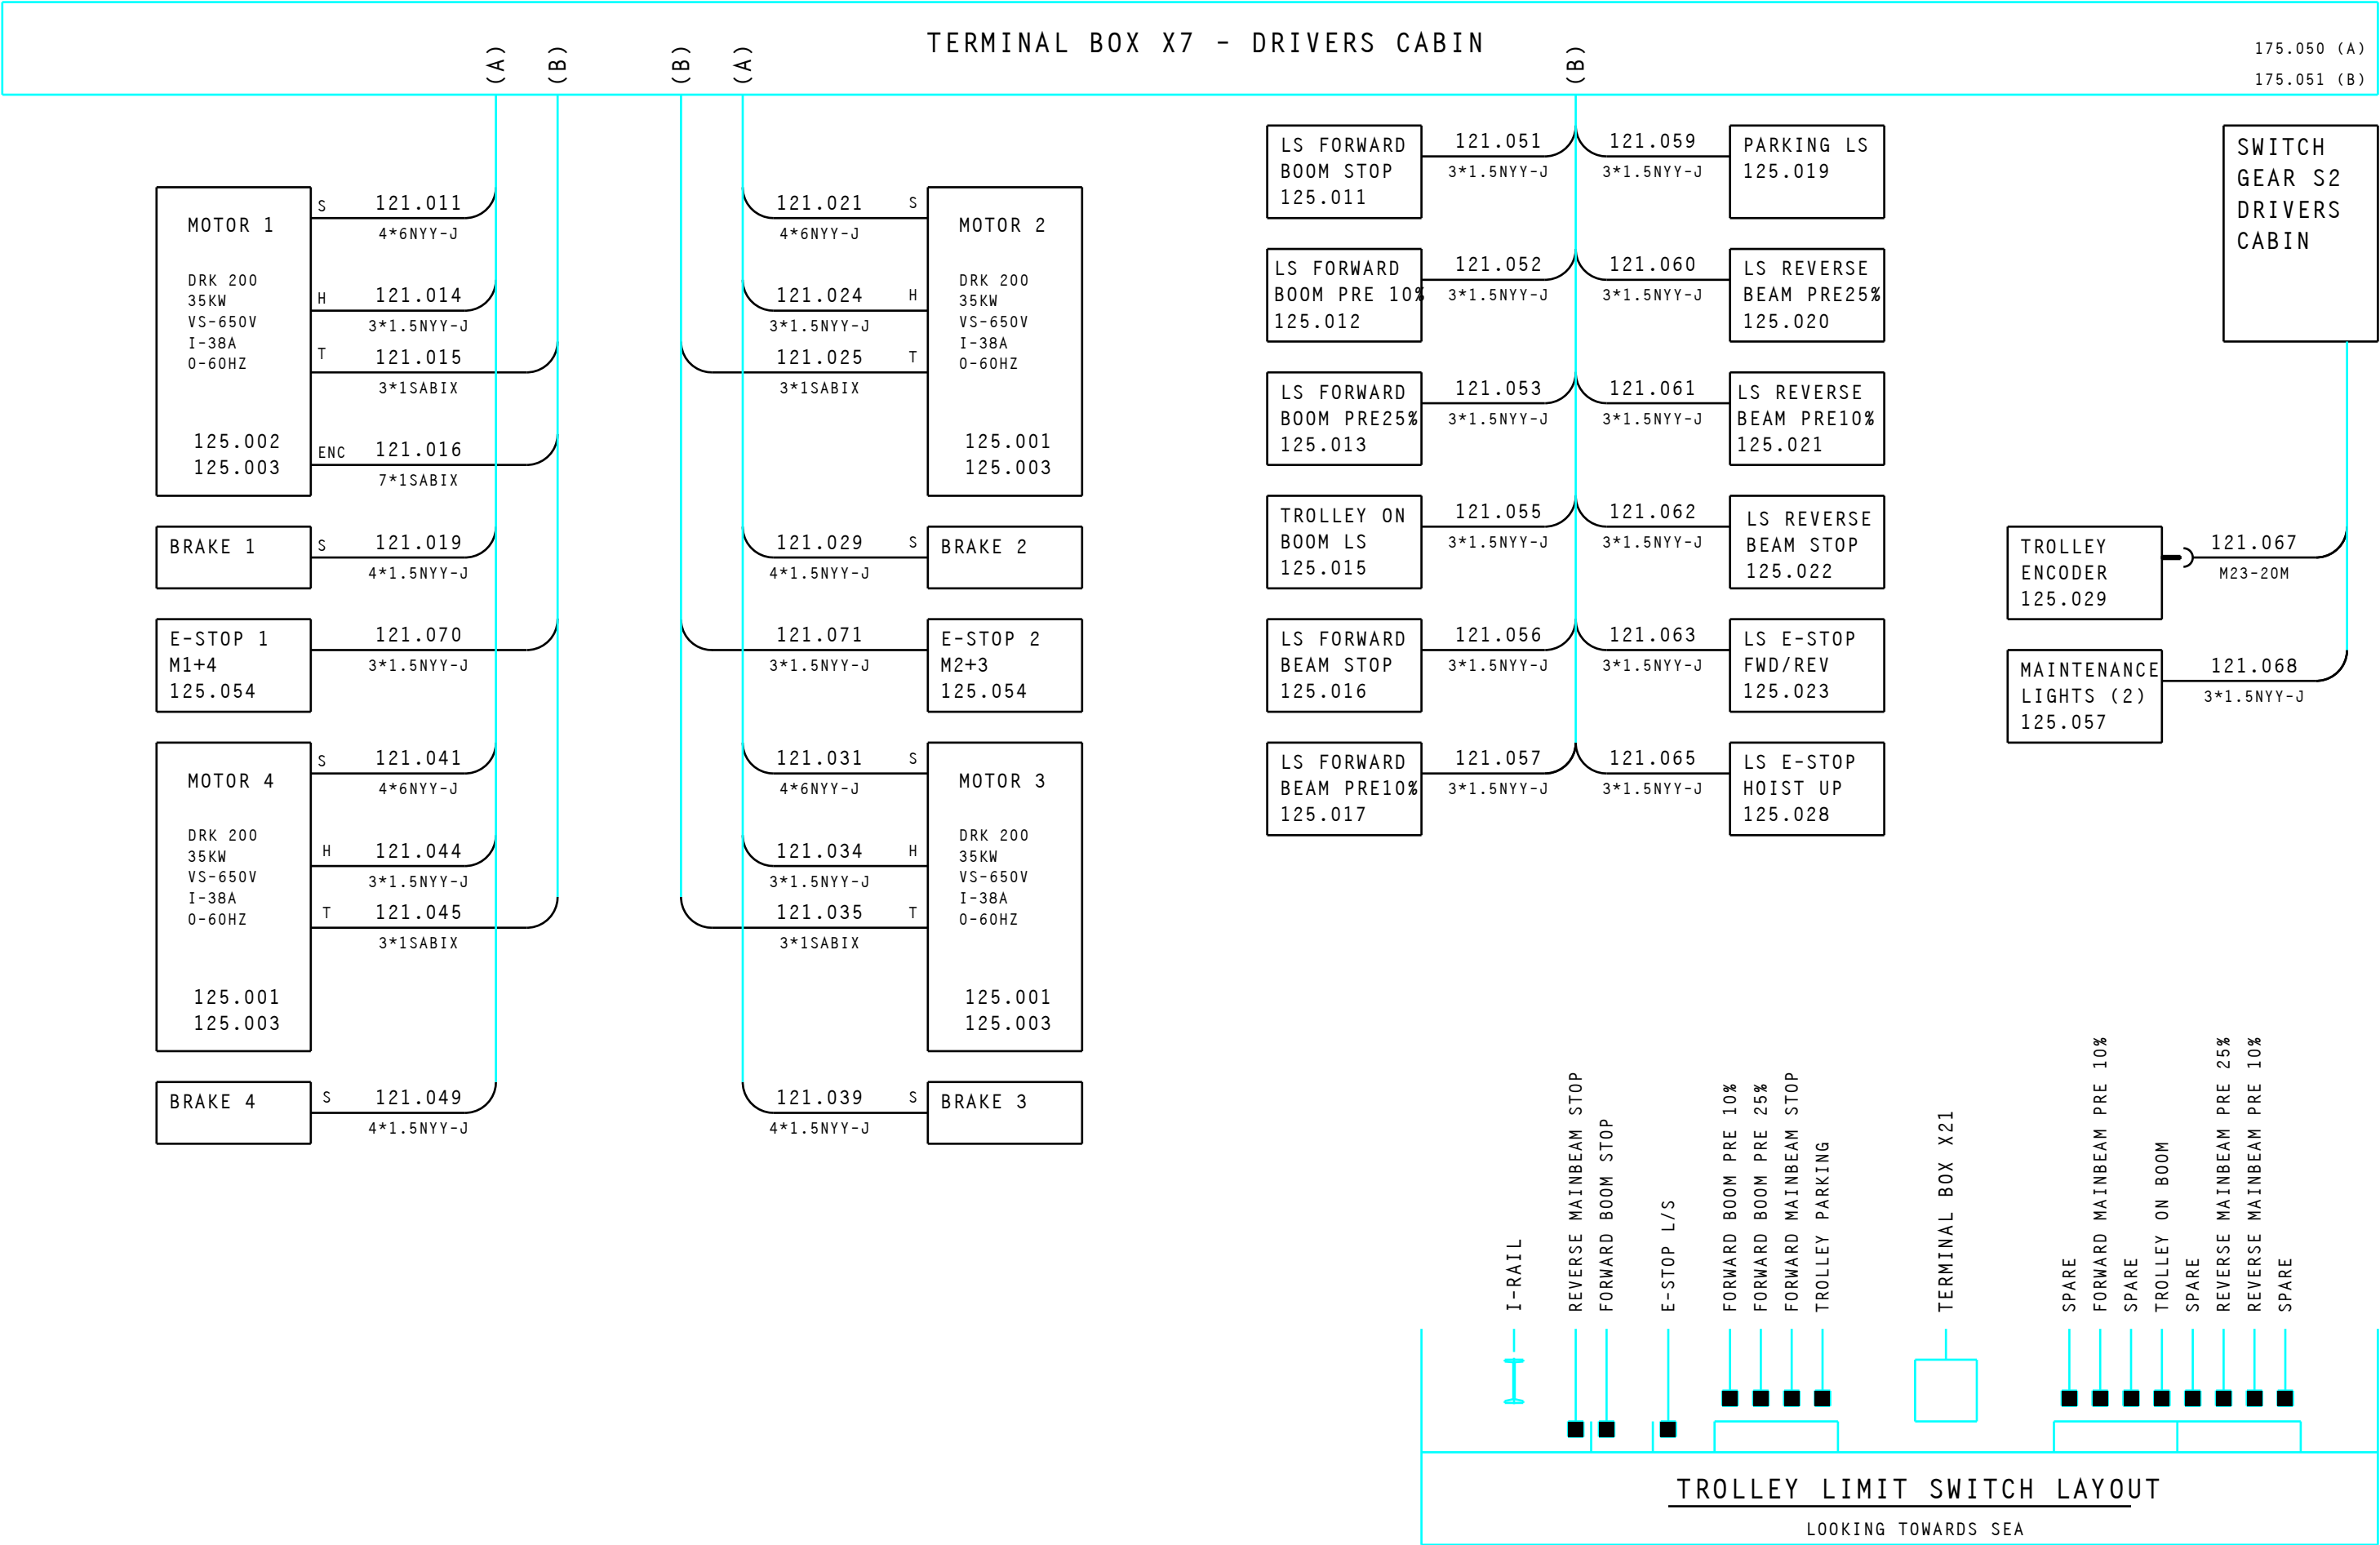 TERMINAL BOX X7 - DRIVERS CABIN
175.050 (A)
175.051 (B)
(A)
(B)
(B)
(A)
(B)
MOTOR 1
DRK 200
35KW
VS-650V
I-38A
0-60HZ
125.002
125.003
S
121.011
4*6NYY-J
H
121.014
3*1.5NYY-J
T
121.015
3*1SABIX
ENC
121.016
7*1SABIX
BRAKE 1
S
121.019
4*1.5NYY-J
E-STOP 1
M1+4
125.054
121.070
3*1.5NYY-J
MOTOR 4
DRK 200
35KW
VS-650V
I-38A
0-60HZ
125.001
125.003
S
121.041
4*6NYY-J
H
121.044
3*1.5NYY-J
T
121.045
3*1SABIX
BRAKE 4
S
121.049
4*1.5NYY-J
121.021
S
4*6NYY-J
121.024
H
3*1.5NYY-J
121.025
T
3*1SABIX
MOTOR 2
DRK 200
35KW
VS-650V
I-38A
0-60HZ
125.001
125.003
121.029
S
4*1.5NYY-J
BRAKE 2
121.071
3*1.5NYY-J
E-STOP 2
M2+3
125.054
121.031
S
4*6NYY-J
121.034
H
3*1.5NYY-J
121.035
T
3*1SABIX
MOTOR 3
DRK 200
35KW
VS-650V
I-38A
0-60HZ
125.001
125.003
121.039
S
4*1.5NYY-J
BRAKE 3
LS FORWARD
BOOM STOP
125.011
121.051
3*1.5NYY-J
121.059
3*1.5NYY-J
PARKING LS
125.019
LS FORWARD
BOOM PRE 10%
125.012
121.052
3*1.5NYY-J
121.060
3*1.5NYY-J
LS REVERSE
BEAM PRE25%
125.020
LS FORWARD
BOOM PRE25%
125.013
121.053
3*1.5NYY-J
121.061
3*1.5NYY-J
LS REVERSE
BEAM PRE10%
125.021
TROLLEY ON
BOOM LS
125.015
121.055
3*1.5NYY-J
121.062
3*1.5NYY-J
LS REVERSE
BEAM STOP
125.022
LS FORWARD
BEAM STOP
125.016
121.056
3*1.5NYY-J
121.063
3*1.5NYY-J
LS E-STOP
FWD/REV
125.023
LS FORWARD
BEAM PRE10%
125.017
121.057
3*1.5NYY-J
121.065
3*1.5NYY-J
LS E-STOP
HOIST UP
125.028
SWITCH
GEAR S2
DRIVERS
CABIN
TROLLEY
ENCODER
125.029
121.067
M23-20M
MAINTENANCE
LIGHTS (2)
125.057
121.068
3*1.5NYY-J
I-RAIL
REVERSE MAINBEAM STOP
FORWARD BOOM STOP
E-STOP L/S
FORWARD BOOM PRE 10%
FORWARD BOOM PRE 25%
FORWARD MAINBEAM STOP
TROLLEY PARKING
TERMINAL BOX X21
SPARE
FORWARD MAINBEAM PRE 10%
SPARE
TROLLEY ON BOOM
SPARE
REVERSE MAINBEAM PRE 25%
REVERSE MAINBEAM PRE 10%
SPARE
TROLLEY LIMIT SWITCH LAYOUT
LOOKING TOWARDS SEA